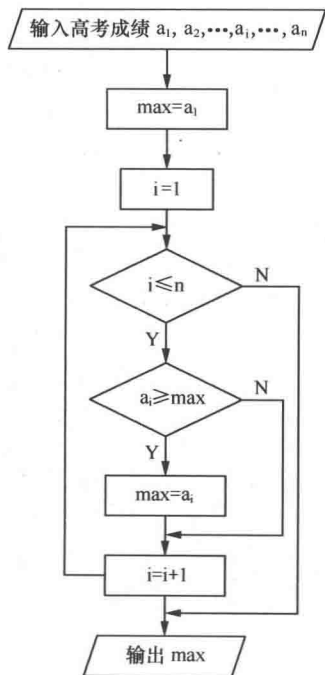 输入高考成绩 a₁, a₂,•••,aᵢ,•••, aₙ
max=a₁
i=1
i≤n
N
Y
aᵢ≥max
N
Y
max=aᵢ
i=i+1
输出 max